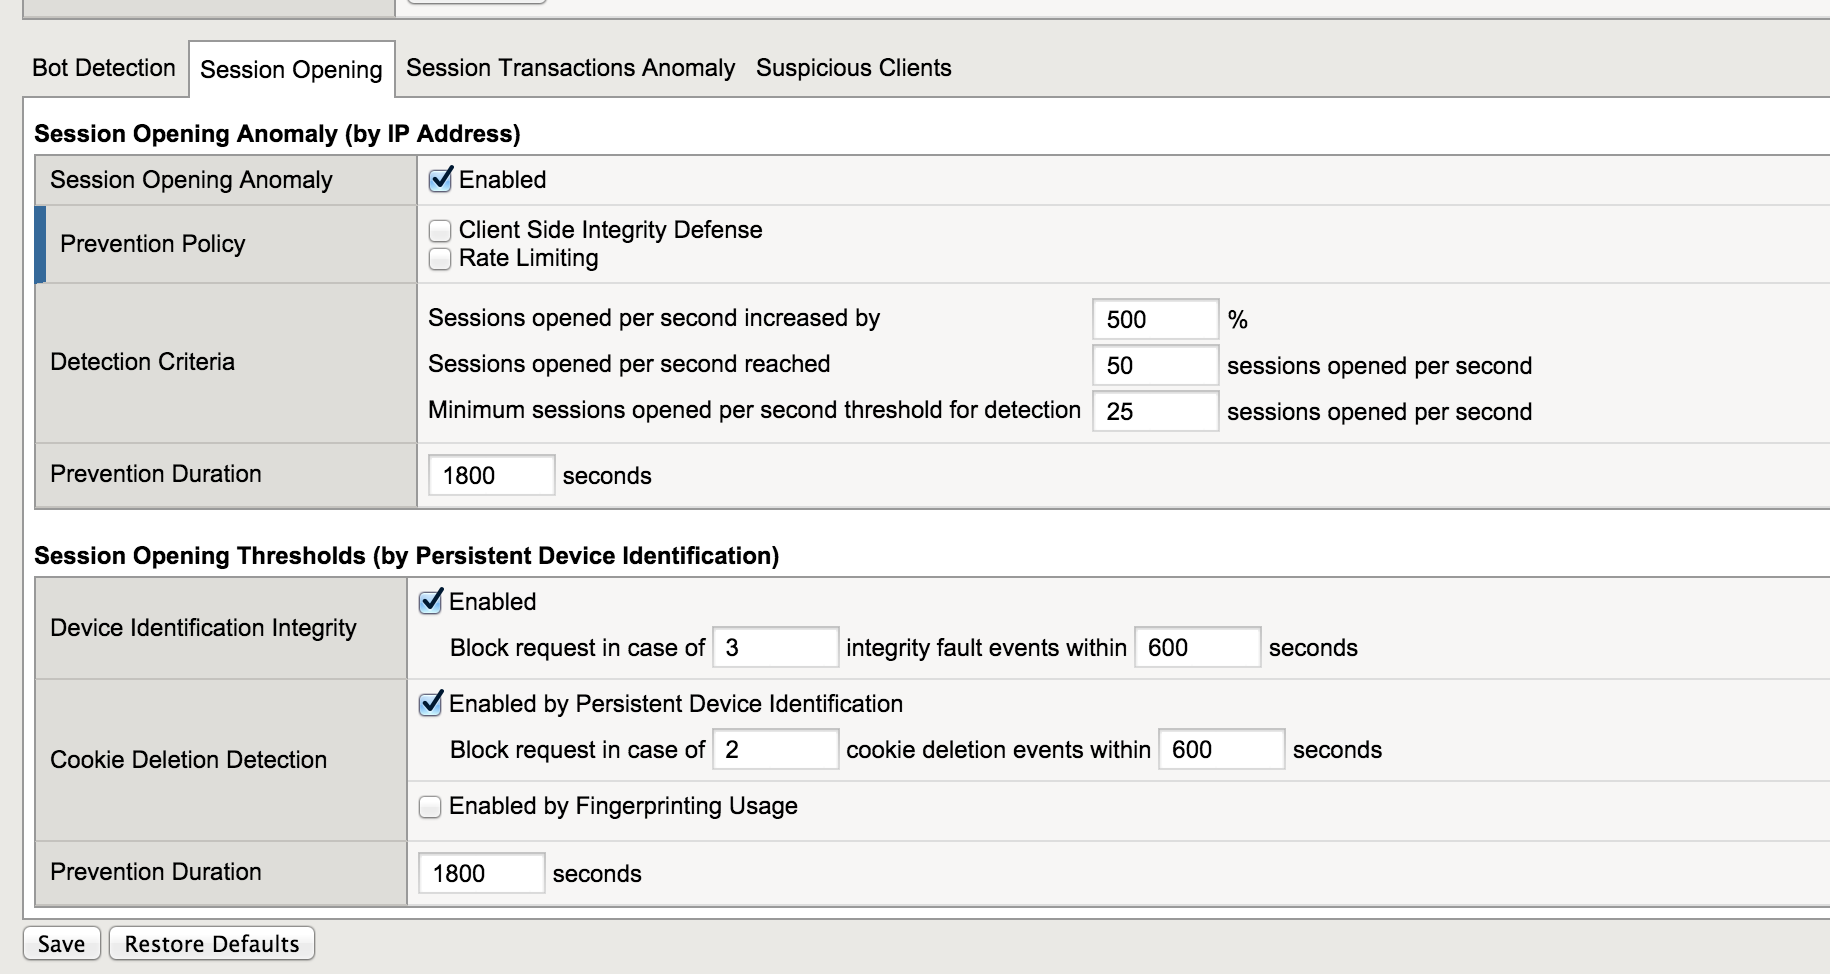 Bot Detection Session Opening Session Transactions Anomaly Suspicious Clients
Session Opening Anomaly (by IP Address)
Session Opening Anomaly Enabled
Prevention Policy
Client Side Integrity Defense
Rate Limiting
Detection Criteria
Sessions opened per second increased by 500 %
Sessions opened per second reached 50 sessions opened per second
Minimum sessions opened per second threshold for detection 25 sessions opened per second
Prevention Duration 1800 seconds
Session Opening Thresholds (by Persistent Device Identification)
Device Identification Integrity
Enabled
Block request in case of 3 integrity fault events within 600 seconds
Cookie Deletion Detection
Enabled by Persistent Device Identification
Block request in case of 2 cookie deletion events within 600 seconds
Enabled by Fingerprinting Usage
Prevention Duration 1800 seconds
Save Restore Defaults